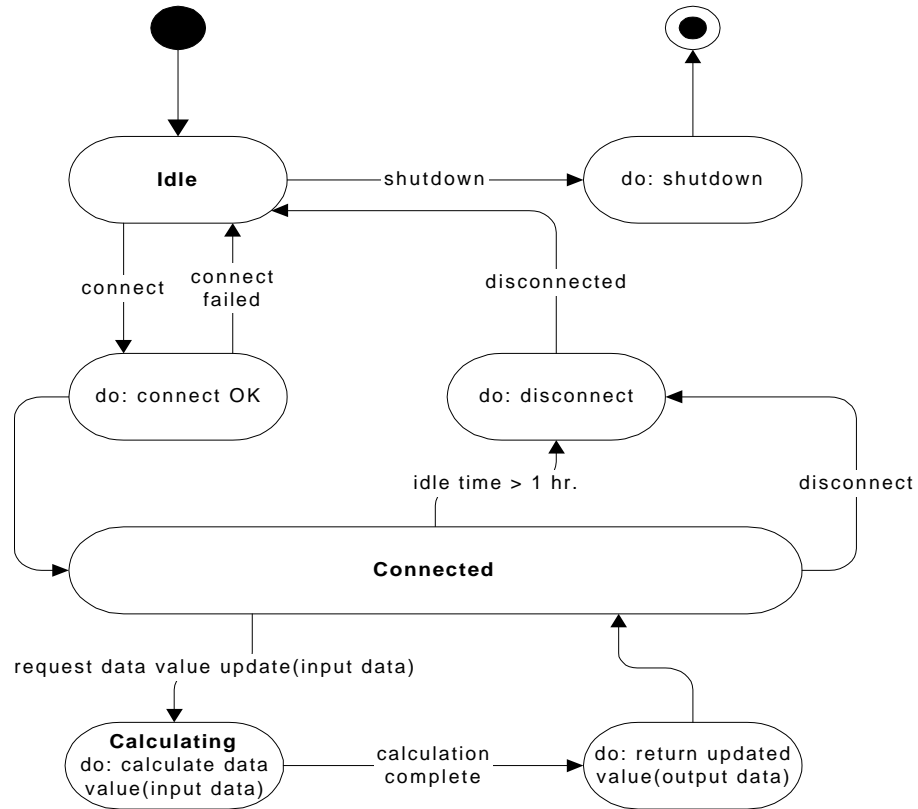 Idle
shutdown
do: shutdown
connect
connect
failed
disconnected
do: connect OK
do: disconnect
idle time > 1 hr.
disconnect
Connected
request data value update(input data)
Calculating
do: calculate data
value(input data)
calculation
complete
do: return updated
value(output data)